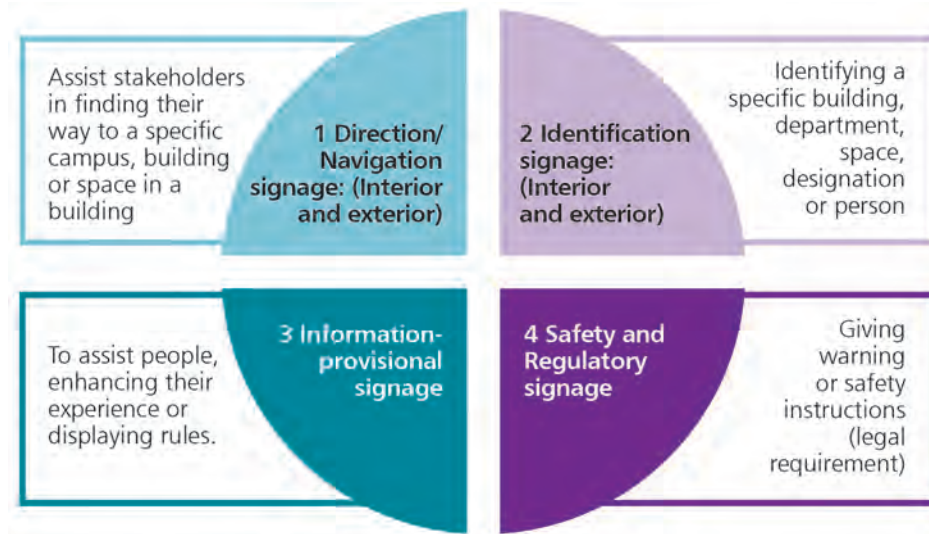 Assist stakeholders
in finding their
way to a specific
campus, building
or space in a
building
1 Direction/
Navigation
signage: (Interior
and exterior)
2 Identification
signage:
(Interior
and exterior)
Identifying a
specific building,
department,
space,
designation
or person
To assist people,
enhancing their
experience or
displaying rules.
3 Information-
provisional
signage
4 Safety and
Regulatory
signage
Giving
warning
or safety
instructions
(legal
requirement)